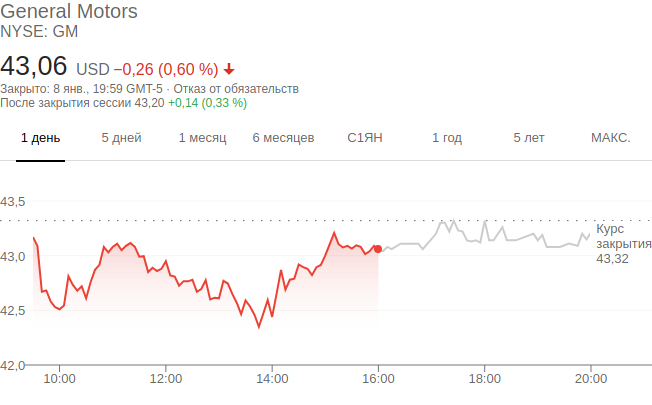 General Motors
NYSE: GM
43,06 USD −0,26 (0,60 %)
Закрыто: 8 янв., 19:59 GMT-5 · Отказ от обязательств
После закрытия сессии 43,20 +0,14 (0,33 %)
1 день 5 дней 1 месяц 6 месяцев С1ЯН 1 год 5 лет МАКС.
43,5
Курс
закрытия
43,32
43,0
42,5
42,0
10:00 12:00 14:00 16:00 18:00 20:00